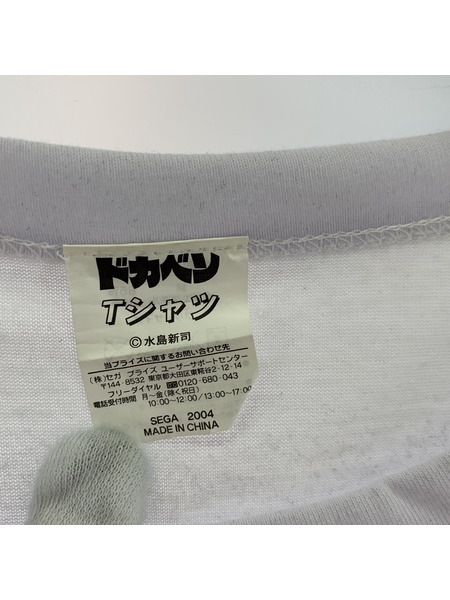 ドカベン
Tシャツ
©水島新司
当プライズに関するお問い合わせ先
(株)セガ プライズ ユーザーサポートセンター
〒144-8532 東京都大田区東糀谷2-12-14
フリーダイヤル 0120-680-043
電話受付時間 月~金(除く祝日)
10:00~12:00/13:00~17:00
SEGA 2004
MADE IN CHINA